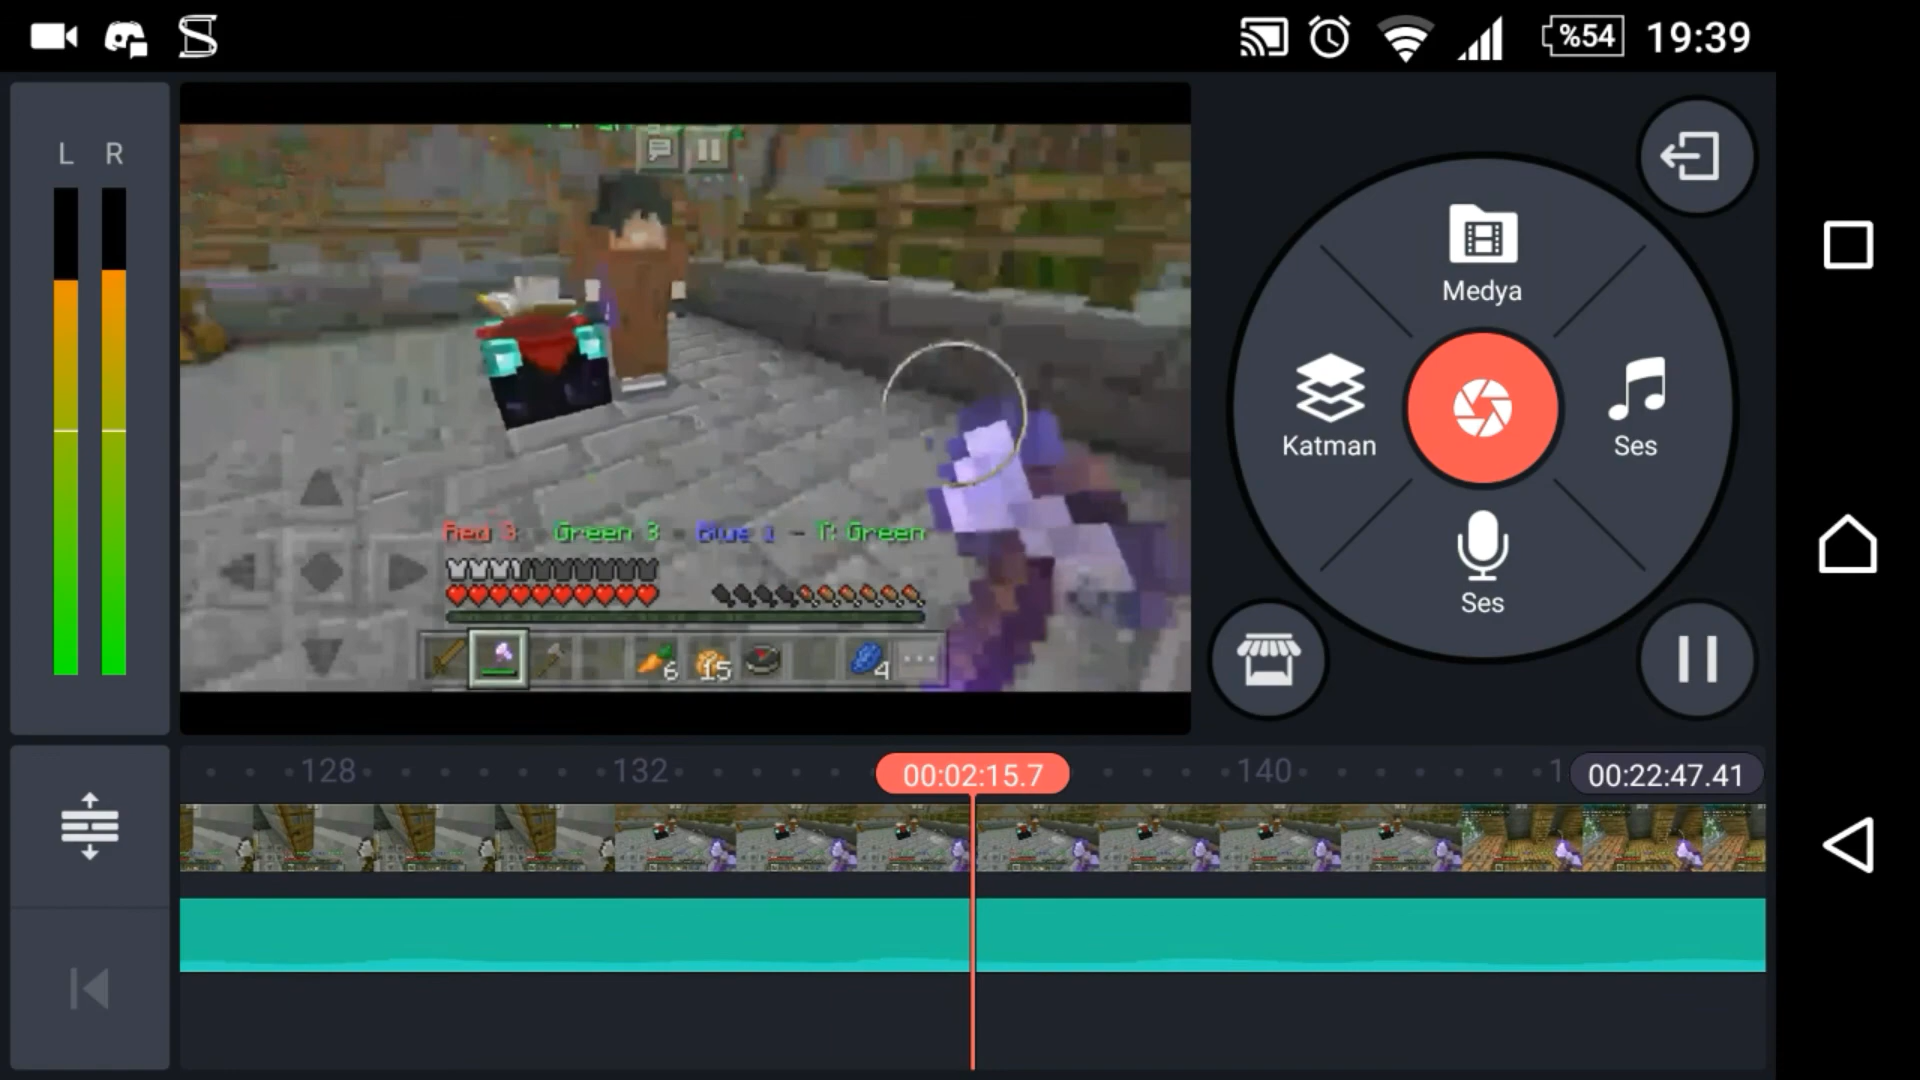 %54 19:39
L R
Medya
Katman
Ses
Ses
Red 3 - Green 3 - Blue 1 - T: Green
6 15 4
128 132 00:02:15.7 140 00:22:47.41